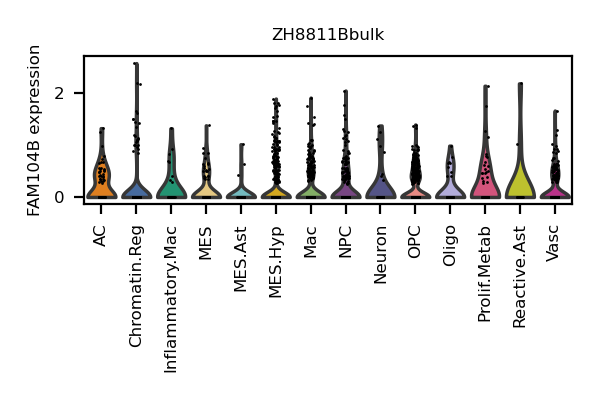 ZH8811Bbulk
FAM104B expression
2
0
AC
Chromatin.Reg
Inflammatory.Mac
MES
MES.Ast
MES.Hyp
Mac
NPC
Neuron
OPC
Oligo
Prolif.Metab
Reactive.Ast
Vasc